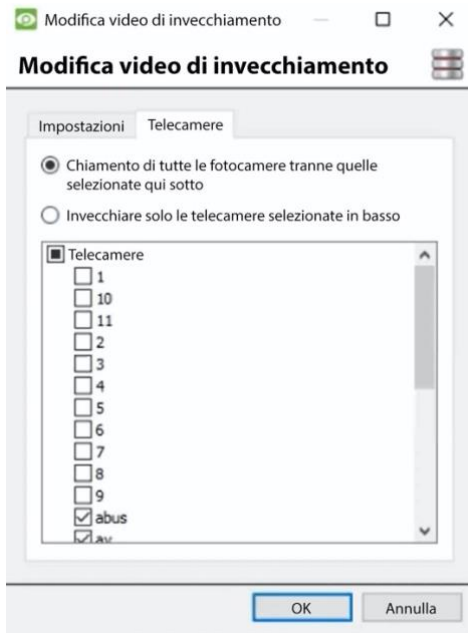 Modifica video di invecchiamento
Modifica video di invecchiamento
Impostazioni
Telecamere
Chiamento di tutte le fotocamere tranne quelle
selezionate qui sotto
Invecchiare solo le telecamere selezionate in basso
Telecamere
1
10
11
2
3
4
5
6
7
8
9
abus
av
OK
Annulla